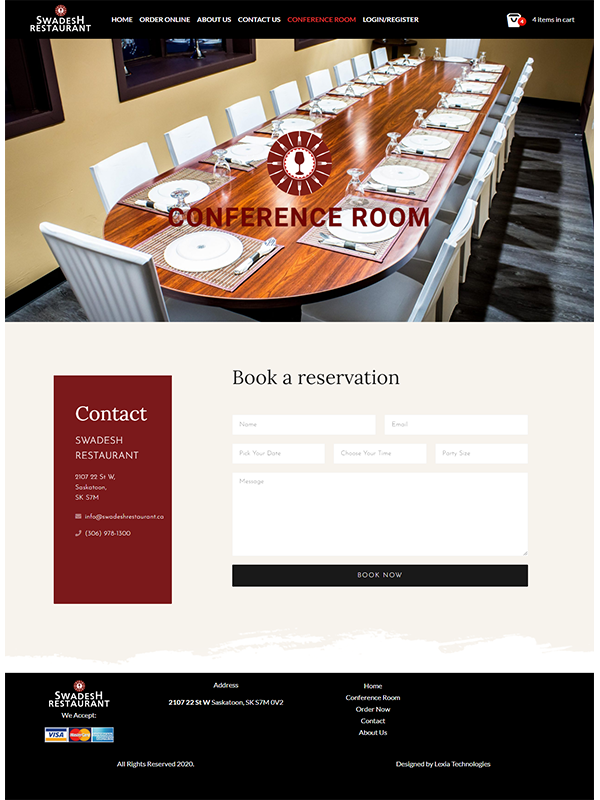 SWADESH
RESTAURANT
HOME
ORDER ONLINE
ABOUT US
CONTACT US
CONFERENCE ROOM
LOGIN/REGISTER
4
4 items in cart
CONFERENCE ROOM
Book a reservation
Contact
SWADESH
RESTAURANT
2107 22 St W,
Saskatoon,
SK S7M
info@swadeshrestaurant.ca
(306) 978-1300
Name
Email
Pick Your Date
Choose Your Time
Party Size
Message
BOOK NOW
SWADESH
RESTAURANT
We Accept:
VISA
MasterCard
Address
2107 22 St W Saskatoon, SK S7M 0V2
Home
Conference Room
Order Now
Contact
About Us
All Rights Reserved 2020.
Designed by Lexia Technologies